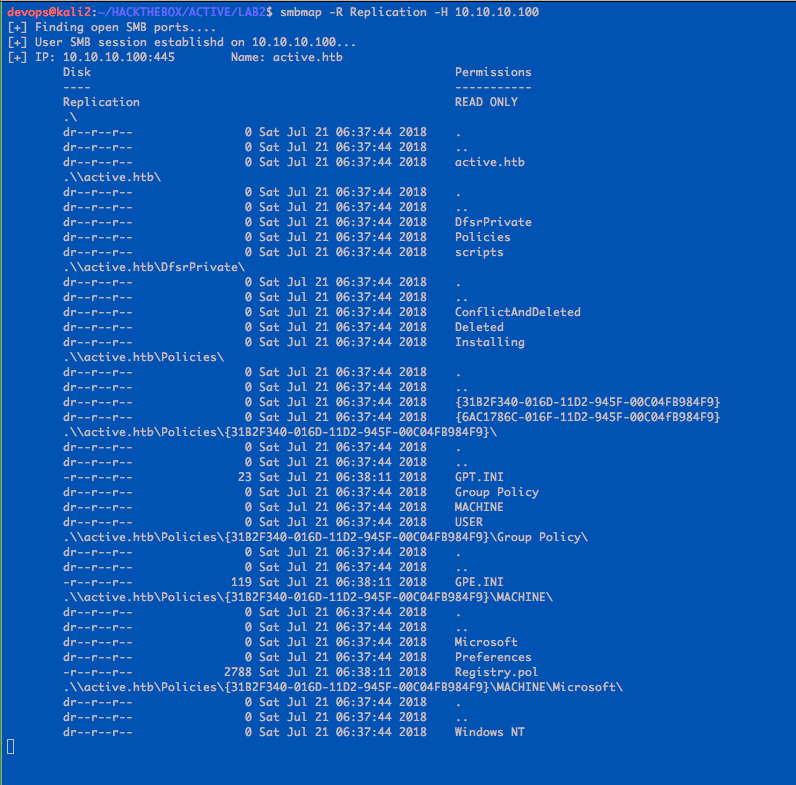 devops@kali2:~/HACKTHEBOX/ACTIVE/LAB2$ smbmap -R Replication -H 10.10.10.100
[+] Finding open SMB ports....
[+] User SMB session establishd on 10.10.10.100...
[+] IP: 10.10.10.100:445        Name: active.htb
        Disk                                                    Permissions
        ----                                                    -----------
        Replication                                             READ ONLY
        .\
        dr--r--r--                0 Sat Jul 21 06:37:44 2018    .
        dr--r--r--                0 Sat Jul 21 06:37:44 2018    ..
        dr--r--r--                0 Sat Jul 21 06:37:44 2018    active.htb
        .\\active.htb\
        dr--r--r--                0 Sat Jul 21 06:37:44 2018    .
        dr--r--r--                0 Sat Jul 21 06:37:44 2018    ..
        dr--r--r--                0 Sat Jul 21 06:37:44 2018    DfsrPrivate
        dr--r--r--                0 Sat Jul 21 06:37:44 2018    Policies
        dr--r--r--                0 Sat Jul 21 06:37:44 2018    scripts
        .\\active.htb\DfsrPrivate\
        dr--r--r--                0 Sat Jul 21 06:37:44 2018    .
        dr--r--r--                0 Sat Jul 21 06:37:44 2018    ..
        dr--r--r--                0 Sat Jul 21 06:37:44 2018    ConflictAndDeleted
        dr--r--r--                0 Sat Jul 21 06:37:44 2018    Deleted
        dr--r--r--                0 Sat Jul 21 06:37:44 2018    Installing
        .\\active.htb\Policies\
        dr--r--r--                0 Sat Jul 21 06:37:44 2018    .
        dr--r--r--                0 Sat Jul 21 06:37:44 2018    ..
        dr--r--r--                0 Sat Jul 21 06:37:44 2018    {31B2F340-016D-11D2-945F-00C04FB984F9}
        dr--r--r--                0 Sat Jul 21 06:37:44 2018    {6AC1786C-016F-11D2-945F-00C04fB984F9}
        .\\active.htb\Policies\{31B2F340-016D-11D2-945F-00C04FB984F9}\
        dr--r--r--                0 Sat Jul 21 06:37:44 2018    .
        dr--r--r--                0 Sat Jul 21 06:37:44 2018    ..
        -r--r--r--               23 Sat Jul 21 06:38:11 2018    GPT.INI
        dr--r--r--                0 Sat Jul 21 06:37:44 2018    Group Policy
        dr--r--r--                0 Sat Jul 21 06:37:44 2018    MACHINE
        dr--r--r--                0 Sat Jul 21 06:37:44 2018    USER
        .\\active.htb\Policies\{31B2F340-016D-11D2-945F-00C04FB984F9}\Group Policy\
        dr--r--r--                0 Sat Jul 21 06:37:44 2018    .
        dr--r--r--                0 Sat Jul 21 06:37:44 2018    ..
        -r--r--r--              119 Sat Jul 21 06:38:11 2018    GPE.INI
        .\\active.htb\Policies\{31B2F340-016D-11D2-945F-00C04FB984F9}\MACHINE\
        dr--r--r--                0 Sat Jul 21 06:37:44 2018    .
        dr--r--r--                0 Sat Jul 21 06:37:44 2018    ..
        dr--r--r--                0 Sat Jul 21 06:37:44 2018    Microsoft
        dr--r--r--                0 Sat Jul 21 06:37:44 2018    Preferences
        -r--r--r--             2788 Sat Jul 21 06:38:11 2018    Registry.pol
        .\\active.htb\Policies\{31B2F340-016D-11D2-945F-00C04FB984F9}\MACHINE\Microsoft\
        dr--r--r--                0 Sat Jul 21 06:37:44 2018    .
        dr--r--r--                0 Sat Jul 21 06:37:44 2018    ..
        dr--r--r--                0 Sat Jul 21 06:37:44 2018    Windows NT